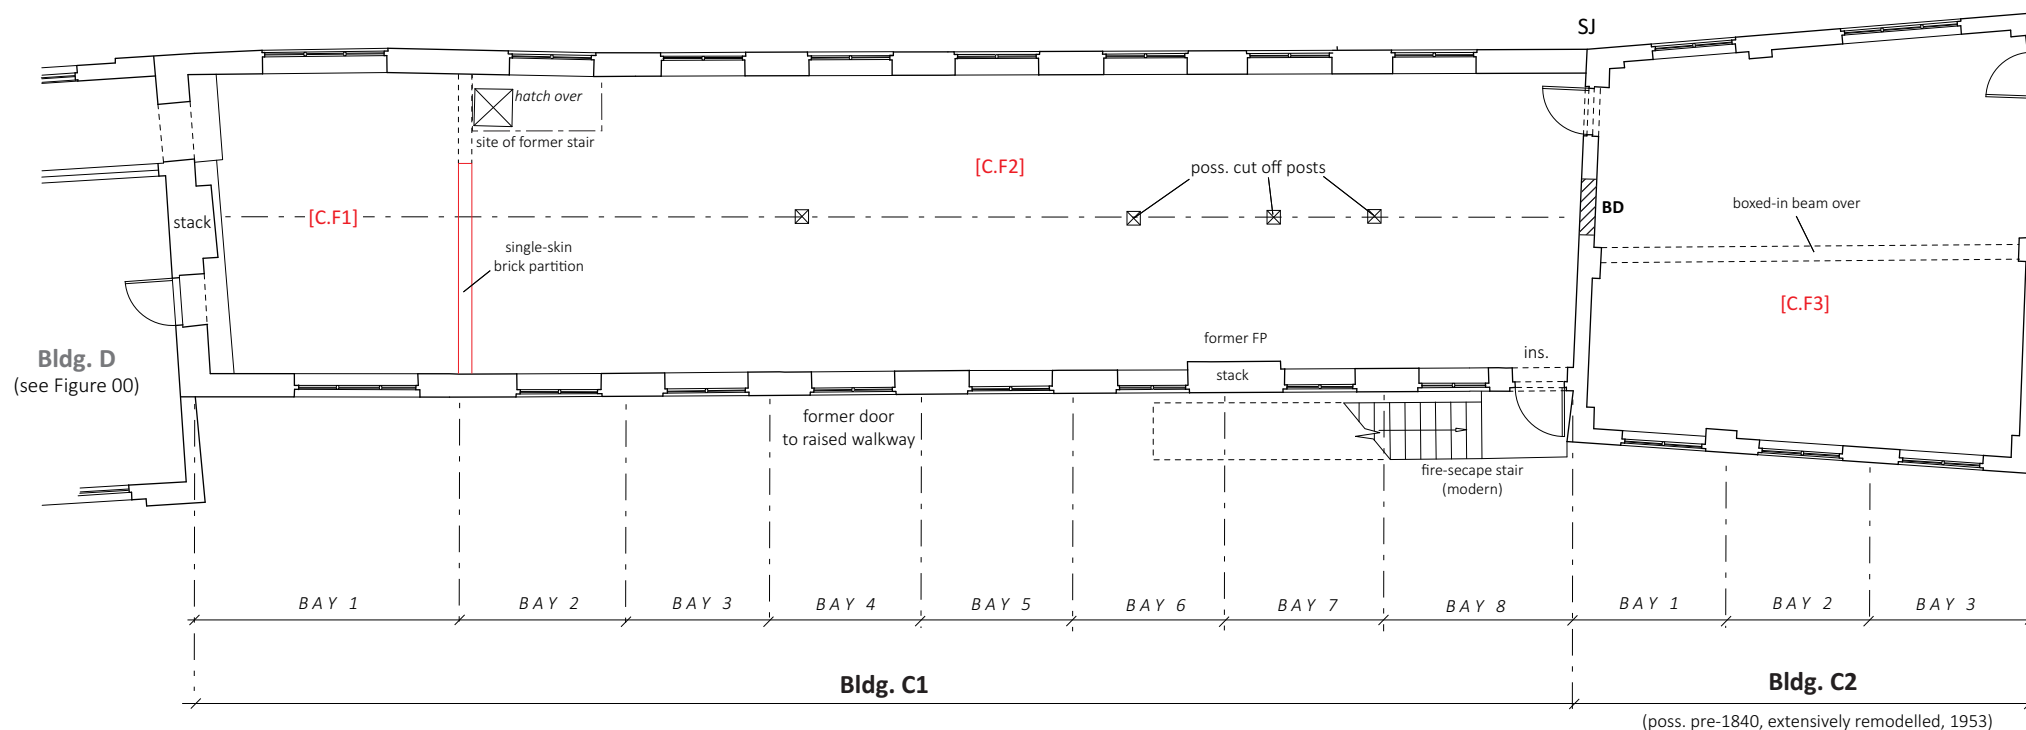 SJ
hatch over
site of former stair
[C.F2]
poss. cut off posts
stack
[C.F1]
BD
boxed-in beam over
single-skin
brick partition
[C.F3]
former FP
ins.
Bldg. D
(see Figure 00)
stack
former door
to raised walkway
fire-secape stair
(modern)
BAY 1
BAY 2
BAY 3
BAY 4
BAY 5
BAY 6
BAY 7
BAY 8
BAY 1
BAY 2
BAY 3
Bldg. C1
Bldg. C2
(poss. pre-1840, extensively remodelled, 1953)